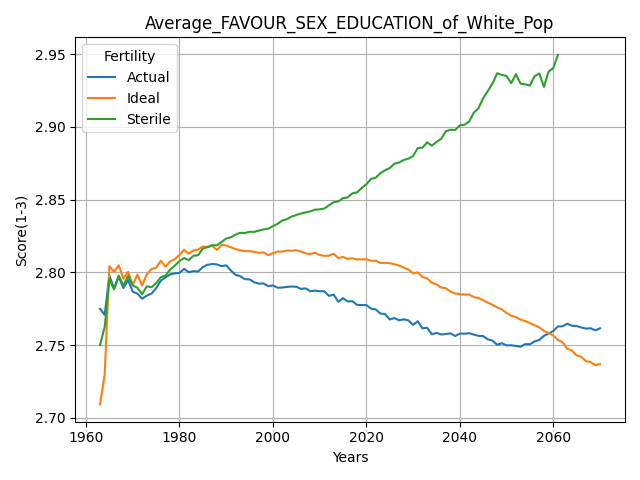 Average_FAVOUR_SEX_EDUCATION_of_White_Pop
Fertility
Actual
Ideal
Sterile
Score(1-3)
2.95
2.90
2.85
2.80
2.75
2.70
1960 1980 2000 2020 2040 2060
Years